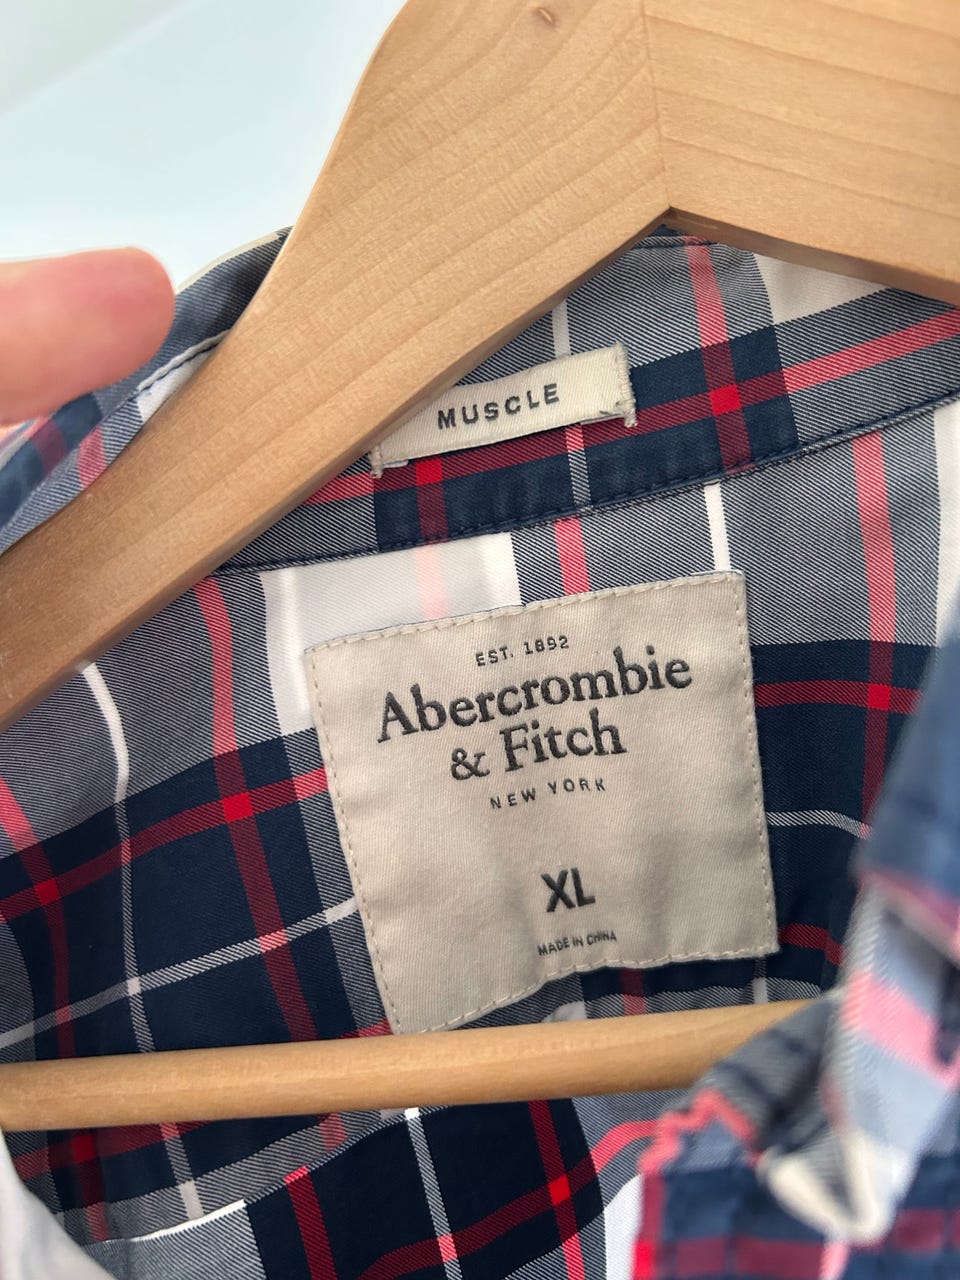 MUSCLE
EST. 1892
Abercrombie
& Fitch
NEW YORK
XL
MADE IN CHINA